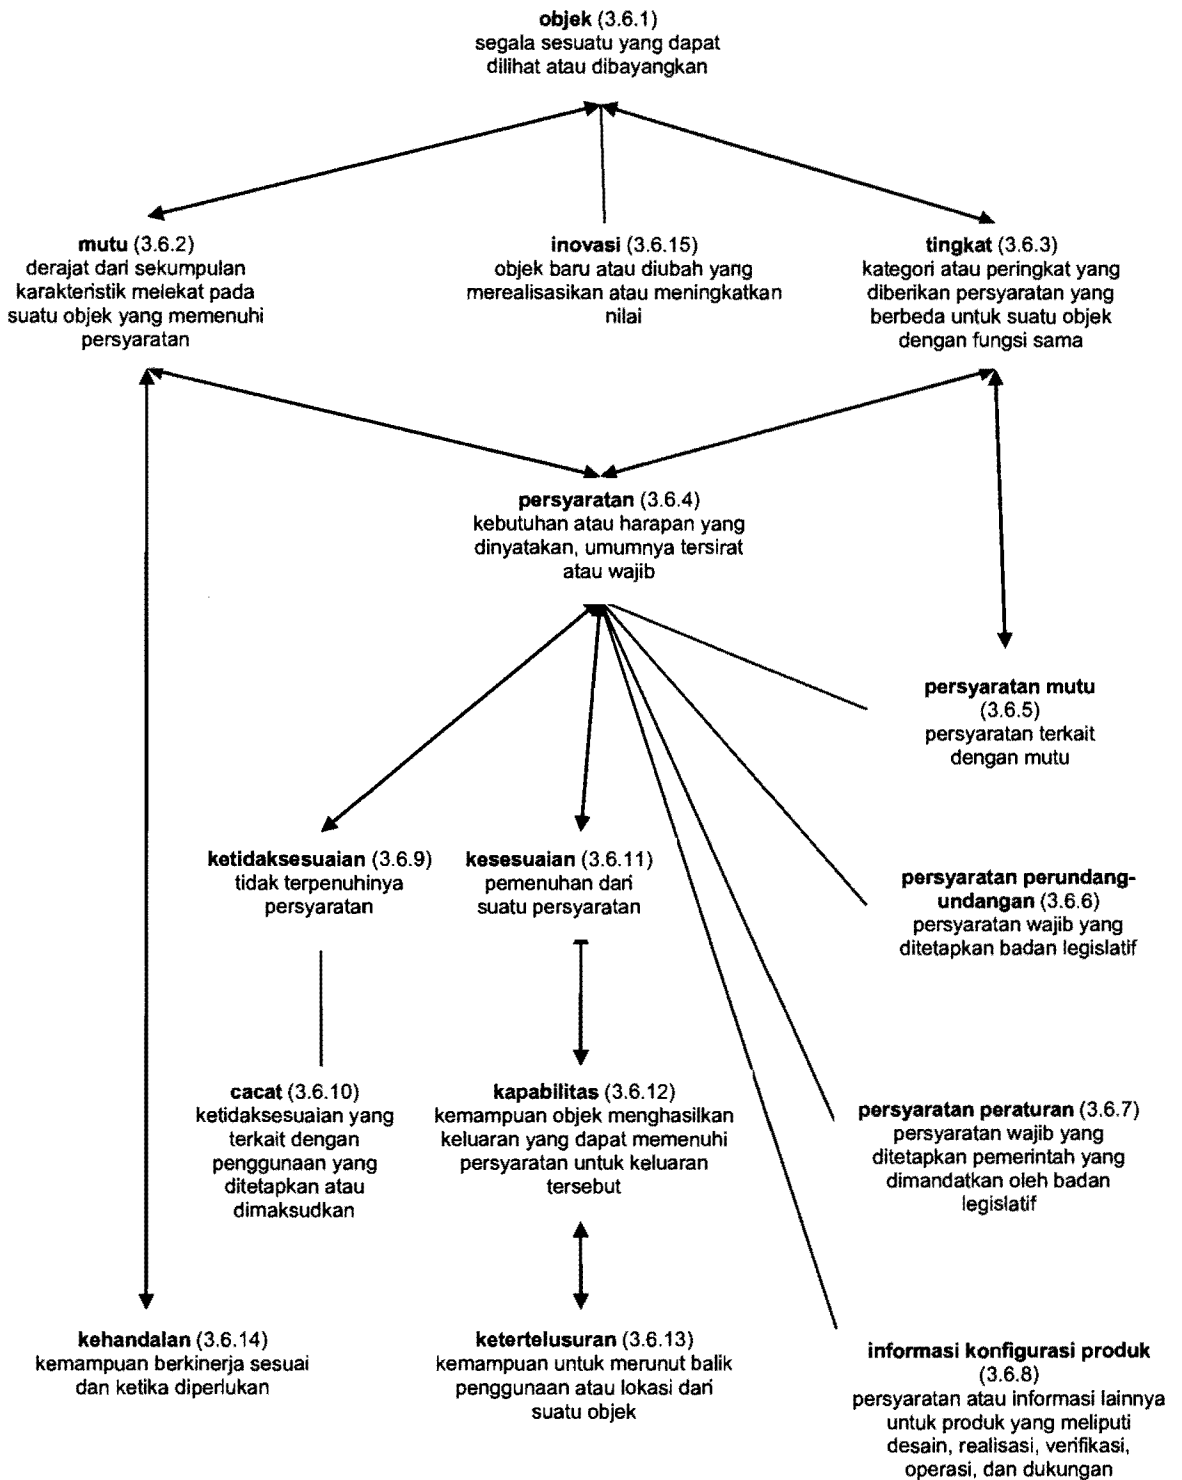 objek (3.6.1)
segala sesuatu yang dapat
dilihat atau dibayangkan
mutu (3.6.2)
derajat dari sekumpulan
karakteristik melekat pada
suatu objek yang memenuhi
persyaratan
inovasi (3.6.15)
objek baru atau diubah yang
merealisasikan atau meningkatkan
nilai
tingkat (3.6.3)
kategori atau peringkat yang
diberikan persyaratan yang
berbeda untuk suatu objek
dengan fungsi sama
persyaratan (3.6.4)
kebutuhan atau harapan yang
dinyatakan, umumnya tersirat
atau wajib
persyaratan mutu
(3.6.5)
persyaratan terkait
dengan mutu
ketidaksesuaian (3.6.9)
tidak terpenuhinya
persyaratan
kesesuaian (3.6.11)
pemenuhan dari
suatu persyaratan
persyaratan perundang-
undangan (3.6.6)
persyaratan wajib yang
ditetapkan badan legislatif
cacat (3.6.10)
ketidaksesuaian yang
terkait dengan
penggunaan yang
ditetapkan atau
dimaksudkan
kapabilitas (3.6.12)
kemampuan objek menghasilkan
keluaran yang dapat memenuhi
persyaratan untuk keluaran
tersebut
persyaratan peraturan (3.6.7)
persyaratan wajib yang
ditetapkan pemerintah yang
dimandatkan oleh badan
legislatif
kehandalan (3.6.14)
kemampuan berkinerja sesuai
dan ketika diperlukan
ketertelusuran (3.6.13)
kemampuan untuk merunut balik
penggunaan atau lokasi dari
suatu objek
informasi konfigurasi produk
(3.6.8)
persyaratan atau informasi lainnya
untuk produk yang meliputi
desain, realisasi, verifikasi,
operasi, dan dukungan